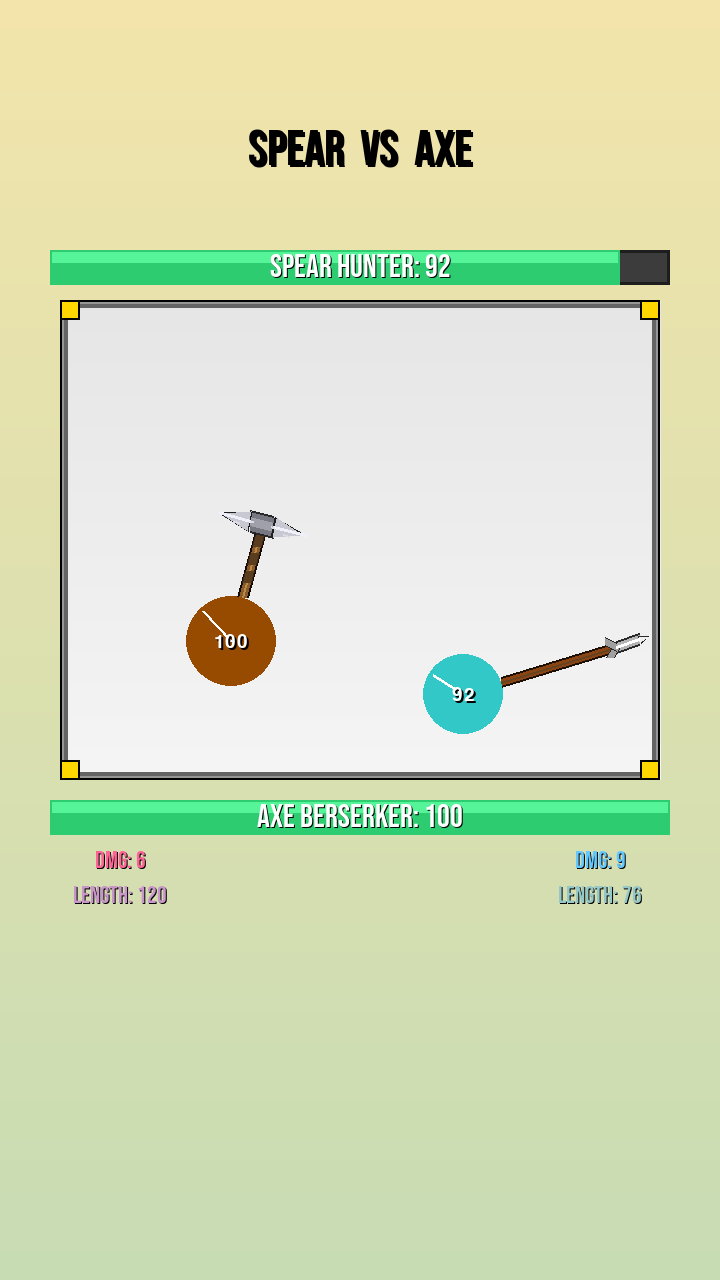 SPEAR VS AXE
SPEAR HUNTER: 92
100
92
AXE BERSERKER: 100
DMG: 6
DMG: 9
LENGTH: 120
LENGTH: 76